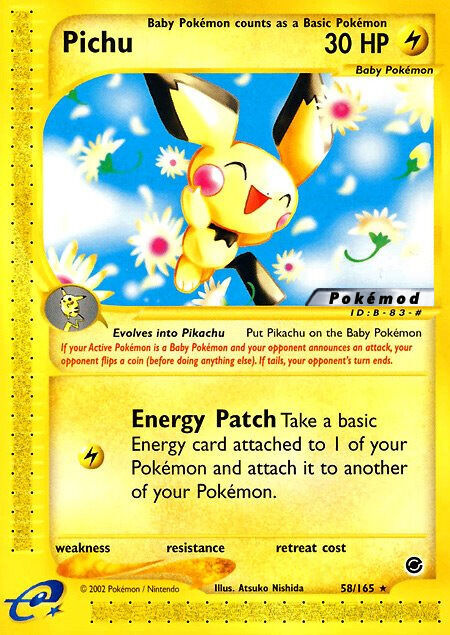 Baby Pokémon counts as a Basic Pokémon
Pichu 30 HP
Baby Pokémon
Pokémod
ID:B-83-#
Evolves into Pikachu Put Pikachu on the Baby Pokémon
If your Active Pokémon is a Baby Pokémon and your opponent announces an attack, your
opponent flips a coin (before doing anything else). If tails, your opponent's turn ends.
Energy Patch Take a basic
Energy card attached to 1 of your
Pokémon and attach it to another
of your Pokémon.
weakness resistance retreat cost
© 2002 Pokémon / Nintendo Illus. Atsuko Nishida 58/165 ★
e